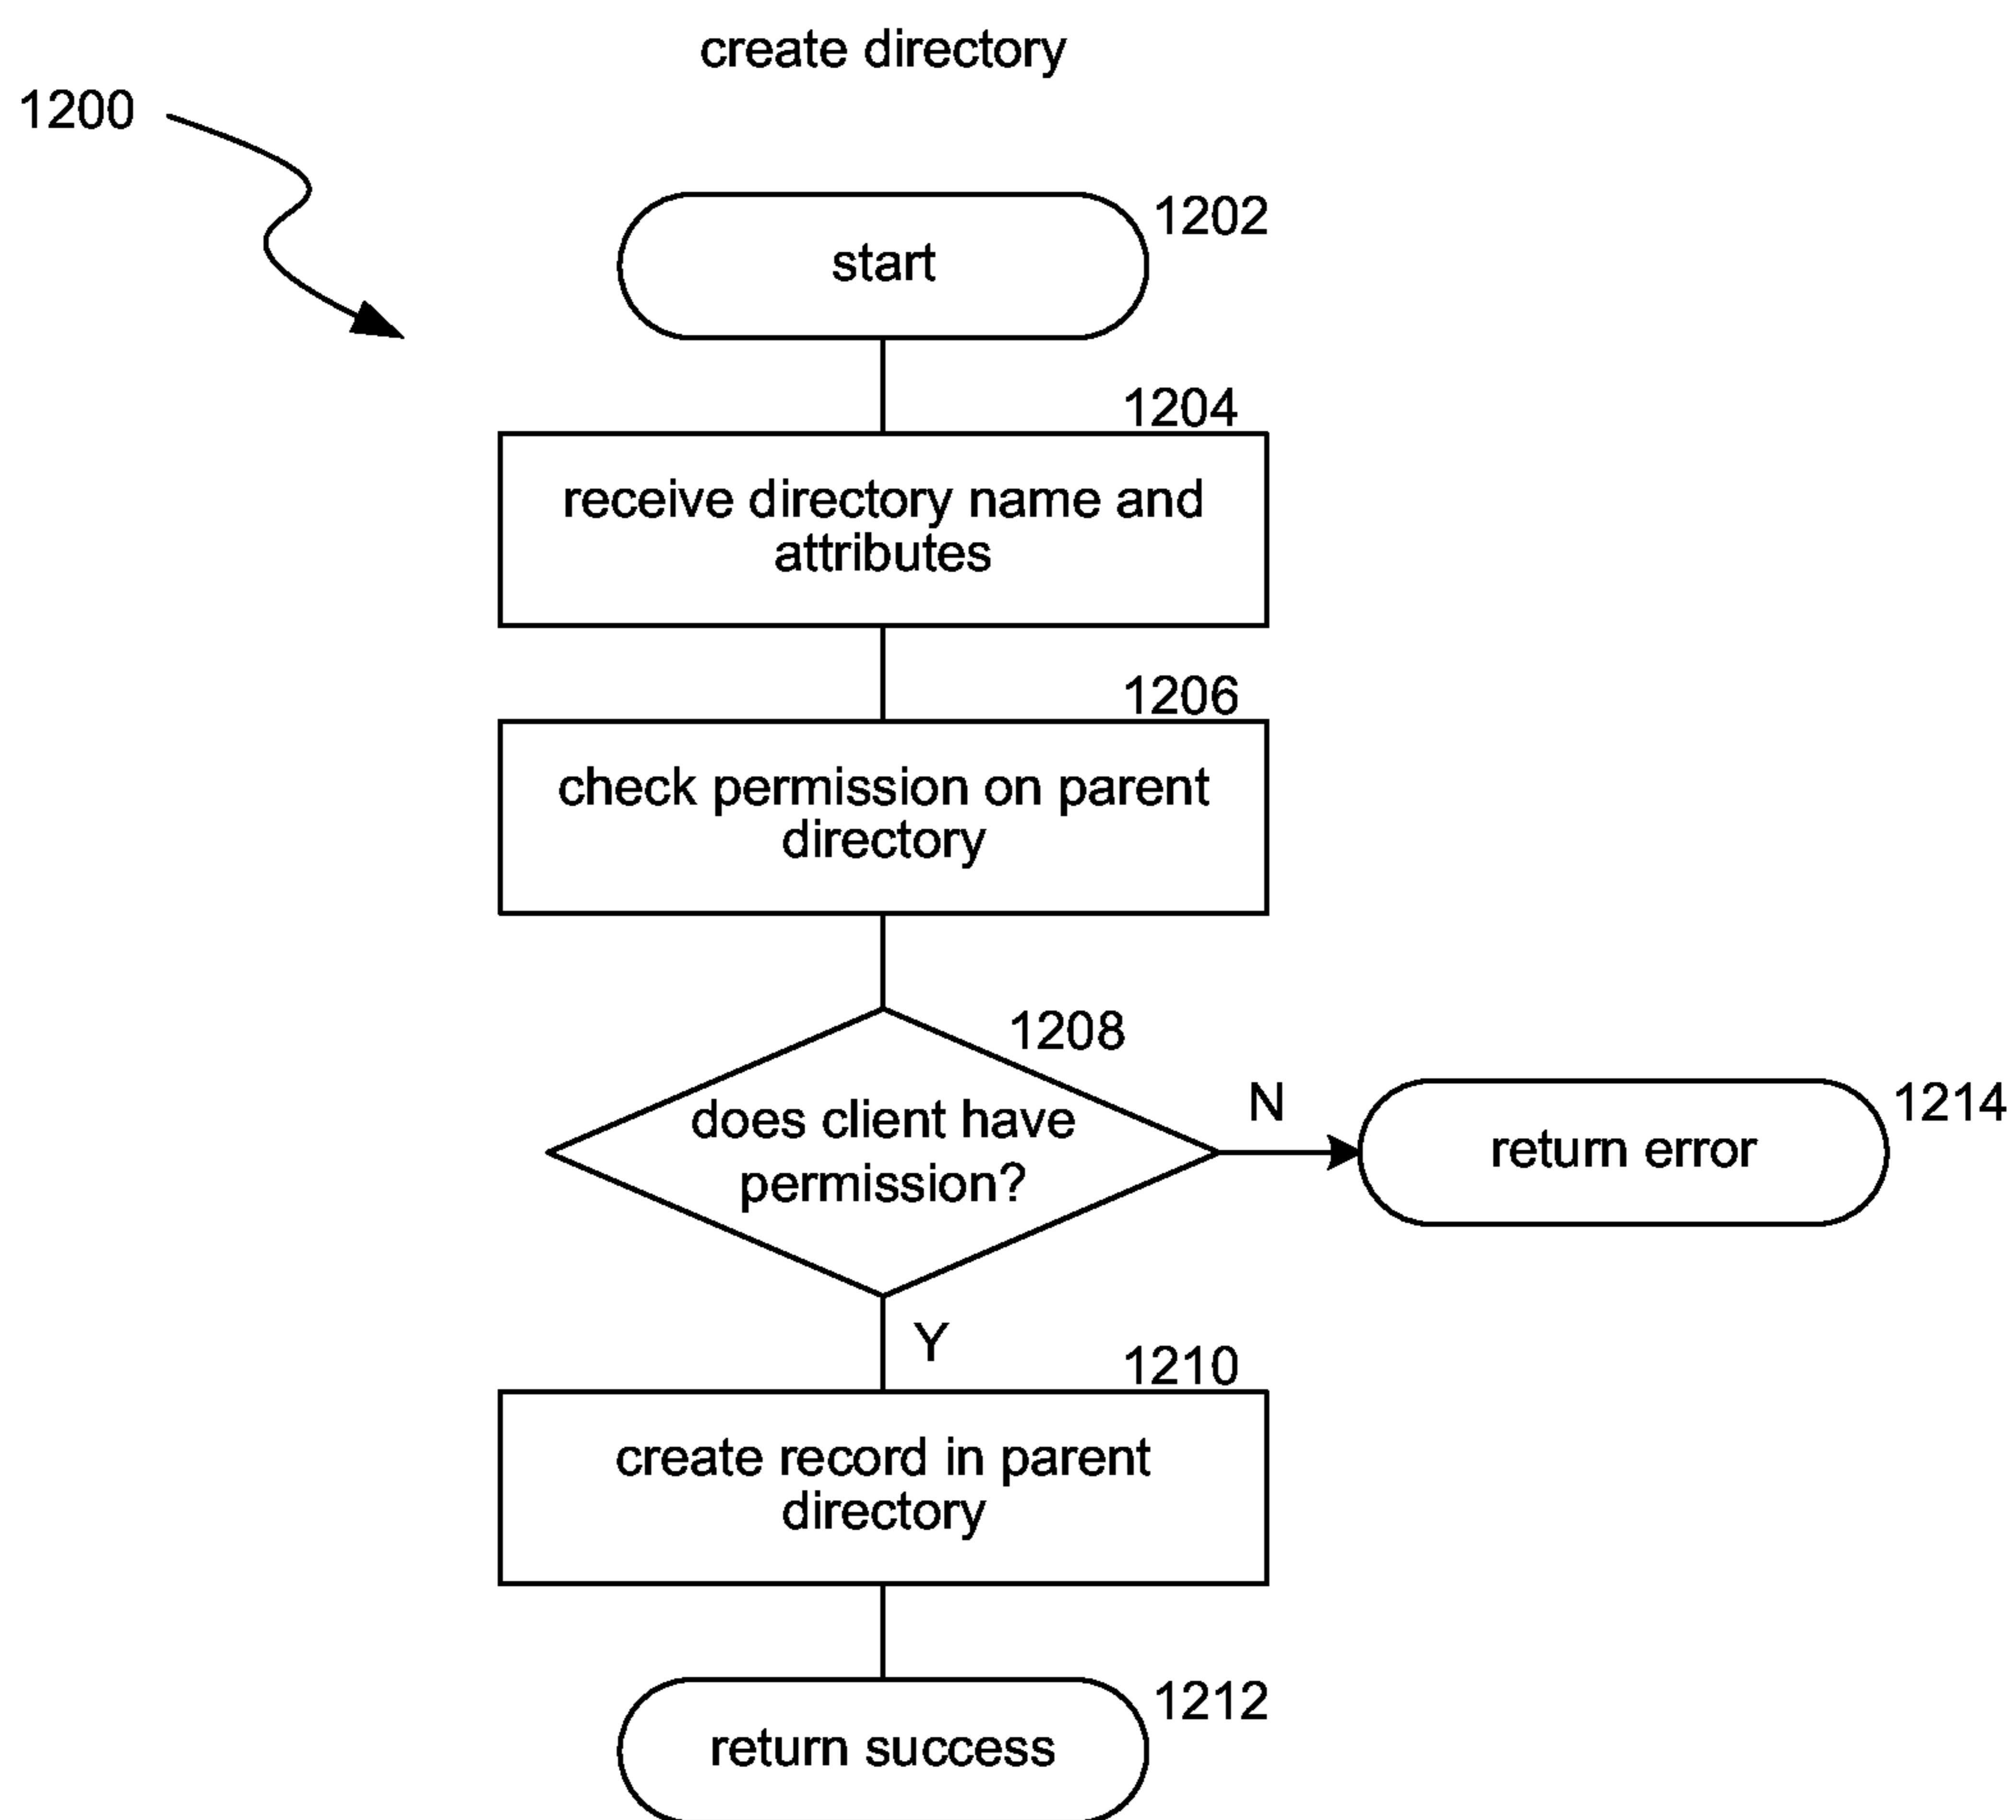 create directory
1200
1202
start
1204
receive directory name and
attributes
1206
check permission on parent
directory
1208
does client have
permission?
N
return error
1214
Y
1210
create record in parent
directory
1212
return success